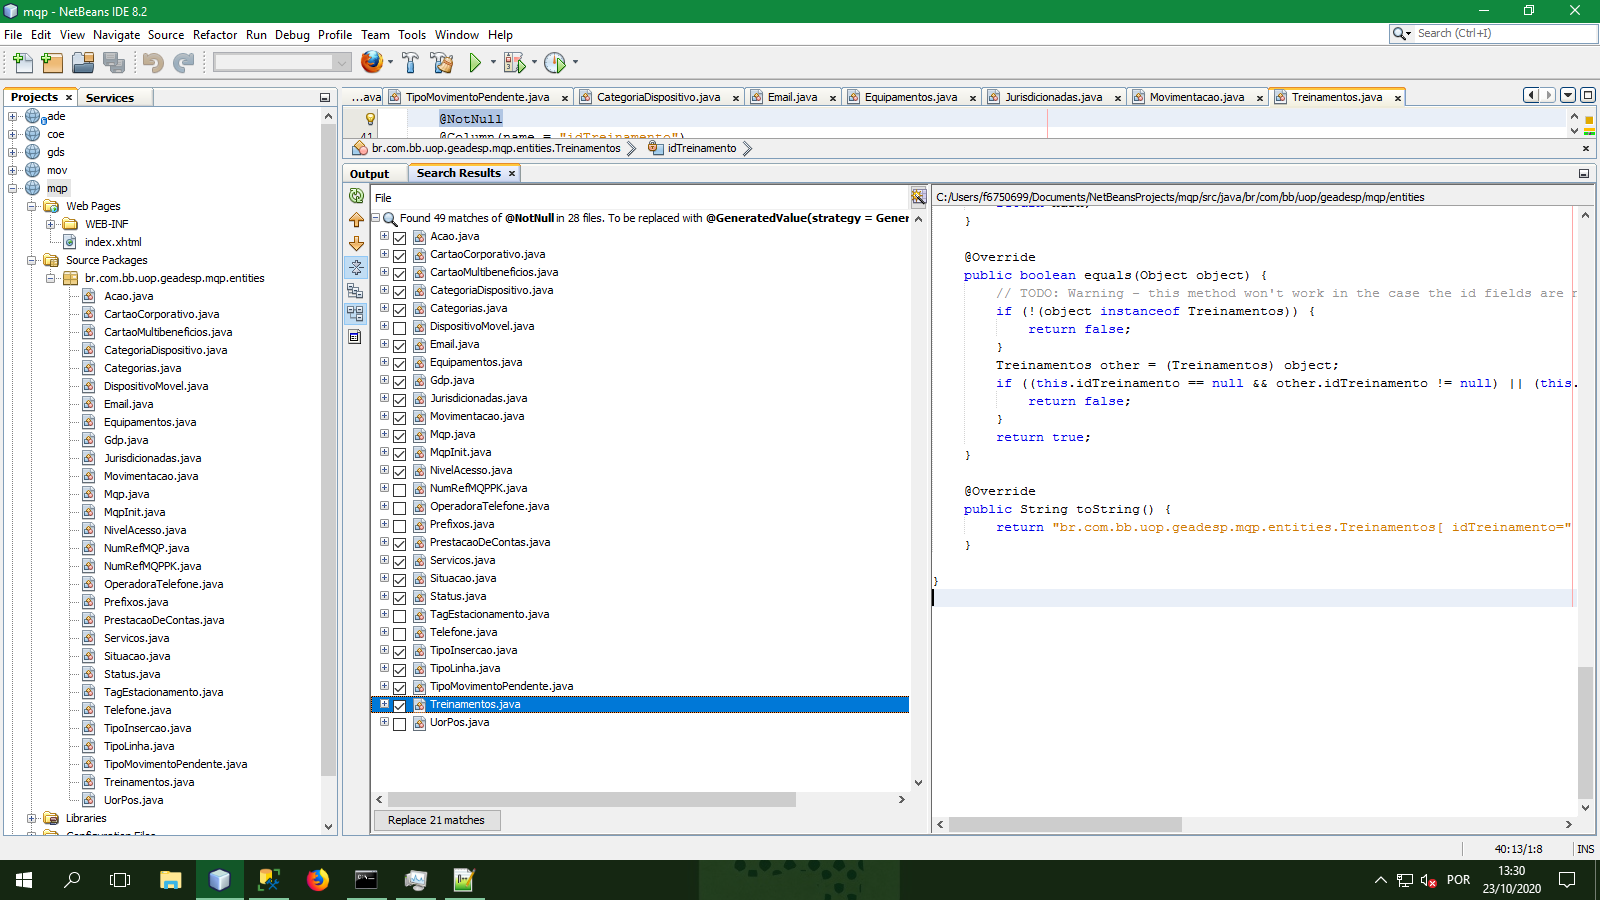 mqp - NetBeans IDE 8.2
File Edit View Navigate Source Refactor Run Debug Profile Team Tools Window Help
Search (Ctrl+I)
Projects Services
ade
coe
gds
mov
mqp
Web Pages
WEB-INF
index.xhtml
Source Packages
br.com.bb.uop.geadesp.mqp.entities
Acao.java
CartaoCorporativo.java
CartaoMultibeneficios.java
CategoriaDispositivo.java
Categorias.java
DispositivoMovel.java
Email.java
Equipamentos.java
Gdp.java
Jurisdicionadas.java
Movimentacao.java
Mqp.java
MqpInit.java
NivelAcesso.java
NumRefMQP.java
NumRefMQPPK.java
OperadoraTelefone.java
Prefixos.java
PrestacaoDeContas.java
Servicos.java
Situacao.java
Status.java
TagEstacionamento.java
Telefone.java
TipoInsercao.java
TipoLinha.java
TipoMovimentoPendente.java
Treinamentos.java
UorPos.java
Libraries
Configuration Files
...ava TipoMovimentoPendente.java CategoriaDispositivo.java Email.java Equipamentos.java Jurisdicionadas.java Movimentacao.java Treinamentos.java
@NotNull
41 @Column(name = "idTreinamento")
br.com.bb.uop.geadesp.mqp.entities.Treinamentos idTreinamento
Output Search Results
File
Found 49 matches of @NotNull in 28 files. To be replaced with @GeneratedValue(strategy = Gener
Acao.java
CartaoCorporativo.java
CartaoMultibeneficios.java
CategoriaDispositivo.java
Categorias.java
DispositivoMovel.java
Email.java
Equipamentos.java
Gdp.java
Jurisdicionadas.java
Movimentacao.java
Mqp.java
MqpInit.java
NivelAcesso.java
NumRefMQPPK.java
OperadoraTelefone.java
Prefixos.java
PrestacaoDeContas.java
Servicos.java
Situacao.java
Status.java
TagEstacionamento.java
Telefone.java
TipoInsercao.java
TipoLinha.java
TipoMovimentoPendente.java
Treinamentos.java
UorPos.java
Replace 21 matches
C:/Users/f6750699/Documents/NetBeansProjects/mqp/src/java/br/com/bb/uop/geadesp/mqp/entities
}
@Override
public boolean equals(Object object) {
// TODO: Warning - this method won't work in the case the id fields are n
if (!(object instanceof Treinamentos)) {
return false;
}
Treinamentos other = (Treinamentos) object;
if ((this.idTreinamento == null && other.idTreinamento != null) || (this.
return false;
}
return true;
}
@Override
public String toString() {
return "br.com.bb.uop.geadesp.mqp.entities.Treinamentos[ idTreinamento="
}
}
40:13/1:8 INS
POR
13:30
23/10/2020